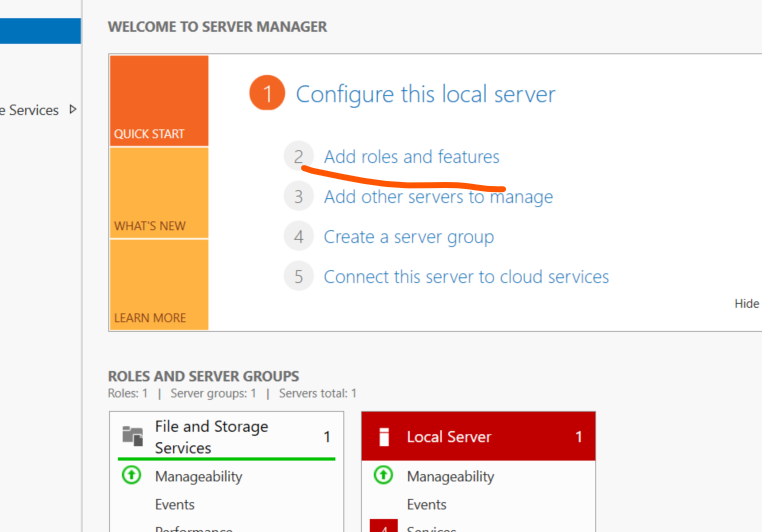 WELCOME TO SERVER MANAGER
1 Configure this local server
QUICK START
2 Add roles and features
e Services
3 Add other servers to manage
WHAT'S NEW
4 Create a server group
5 Connect this server to cloud services
Hide
LEARN MORE
ROLES AND SERVER GROUPS
Roles: 1 | Server groups: 1 | Servers total: 1
File and Storage
Services
1
Manageability
Events
Performance
Local Server 1
Manageability
Events
4 Services